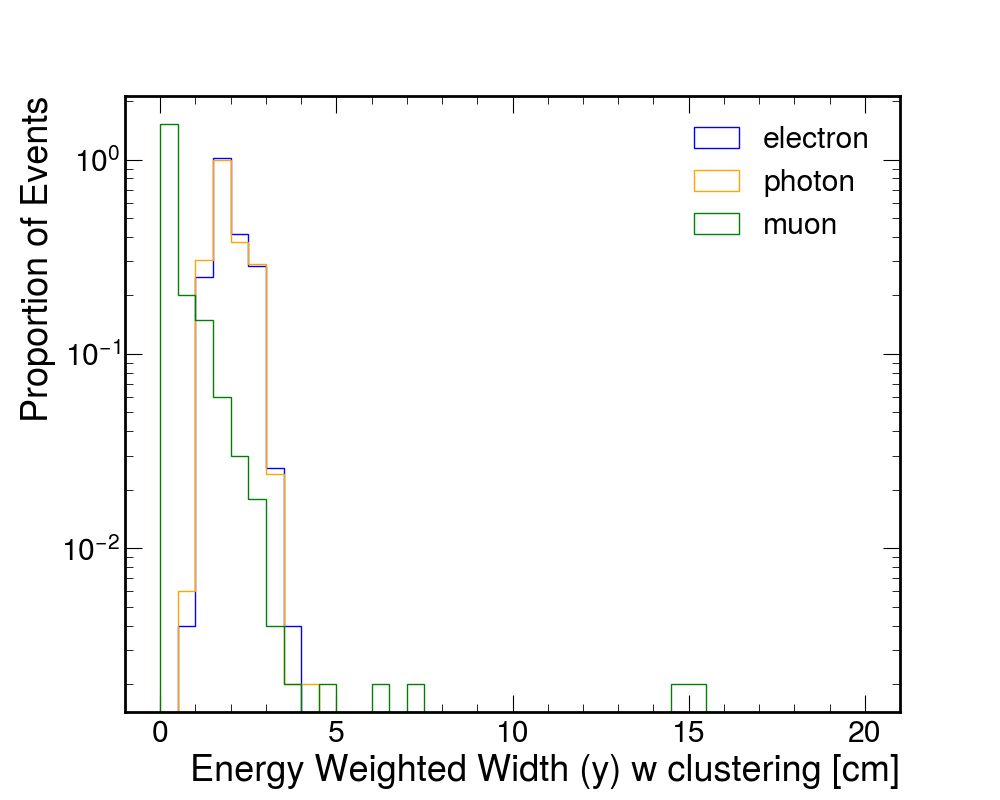 electron
photon
muon
Proportion of Events
10⁰
10⁻¹
10⁻²
0 5 10 15 20
Energy Weighted Width (y) w clustering [cm]